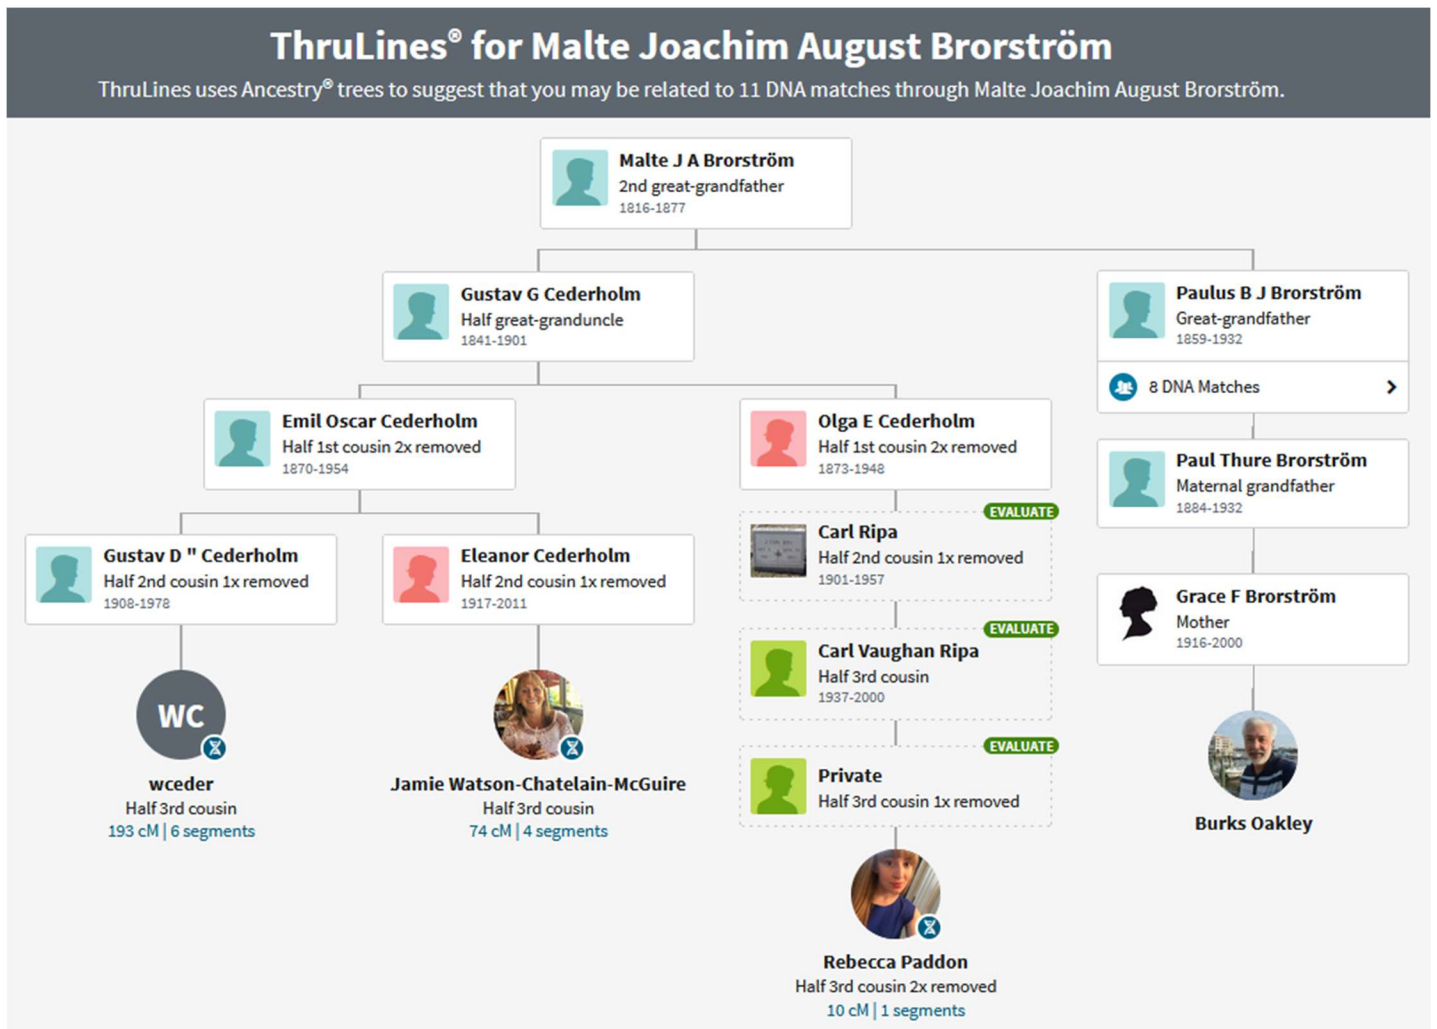 ThruLines® for Malte Joachim August Brorström
ThruLines uses Ancestry® trees to suggest that you may be related to 11 DNA matches through Malte Joachim August Brorström.
Malte J A Brorström
2nd great-grandfather
1816-1877
Gustav G Cederholm
Half great-granduncle
1841-1901
Paulus B J Brorström
Great-grandfather
1859-1932
8 DNA Matches
Emil Oscar Cederholm
Half 1st cousin 2x removed
1870-1954
Olga E Cederholm
Half 1st cousin 2x removed
1873-1948
Paul Thure Brorström
Maternal grandfather
1884-1932
EVALUATE
Carl Ripa
Half 2nd cousin 1x removed
1901-1957
Gustav D " Cederholm
Half 2nd cousin 1x removed
1908-1978
Eleanor Cederholm
Half 2nd cousin 1x removed
1917-2011
Grace F Brorström
Mother
1916-2000
EVALUATE
Carl Vaughan Ripa
Half 3rd cousin
1937-2000
WC
wceder
Half 3rd cousin
193 cM | 6 segments
Jamie Watson-Chatelain-McGuire
Half 3rd cousin
74 cM | 4 segments
EVALUATE
Private
Half 3rd cousin 1x removed
Burks Oakley
Rebecca Paddon
Half 3rd cousin 2x removed
10 cM | 1 segments